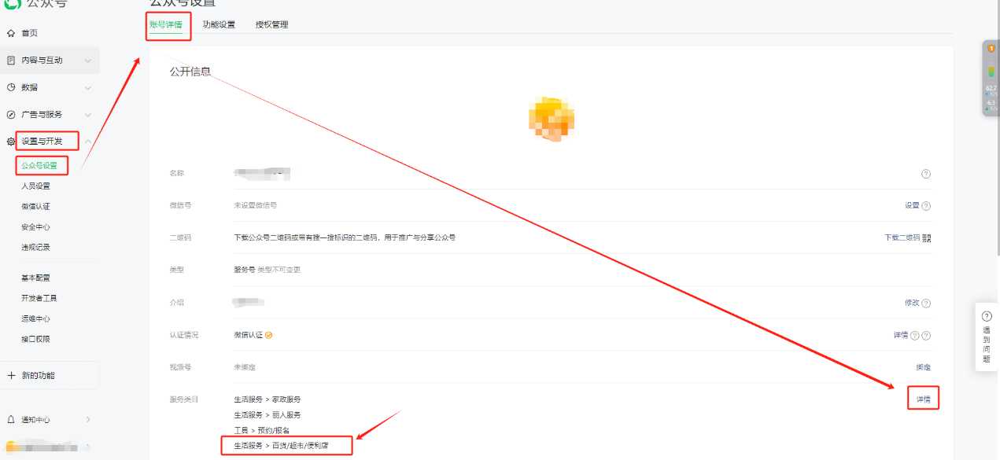 公众号
公众号设置
账号详情
功能设置
授权管理
首页
内容与互动
数据
广告与服务
设置与开发
公众号设置
人员设置
微信认证
安全中心
违规记录
基本配置
开发者工具
运维中心
接口权限
新的功能
通知中心
公开信息
名称
微信号 未设置微信号 设置
二维码 下载公众号二维码或带有搜一搜标识的二维码，用于推广与分享公众号 下载二维码
类型 服务号 类型不可变更
介绍 修改
认证情况 微信认证 详情
视频号 未绑定 绑定
服务类目 生活服务 > 家政服务 详情
生活服务 > 丽人服务
工具 > 预约/报名
生活服务 > 百货/超市/便利店
62.7
K/s
6.3
K/s
遇到问题